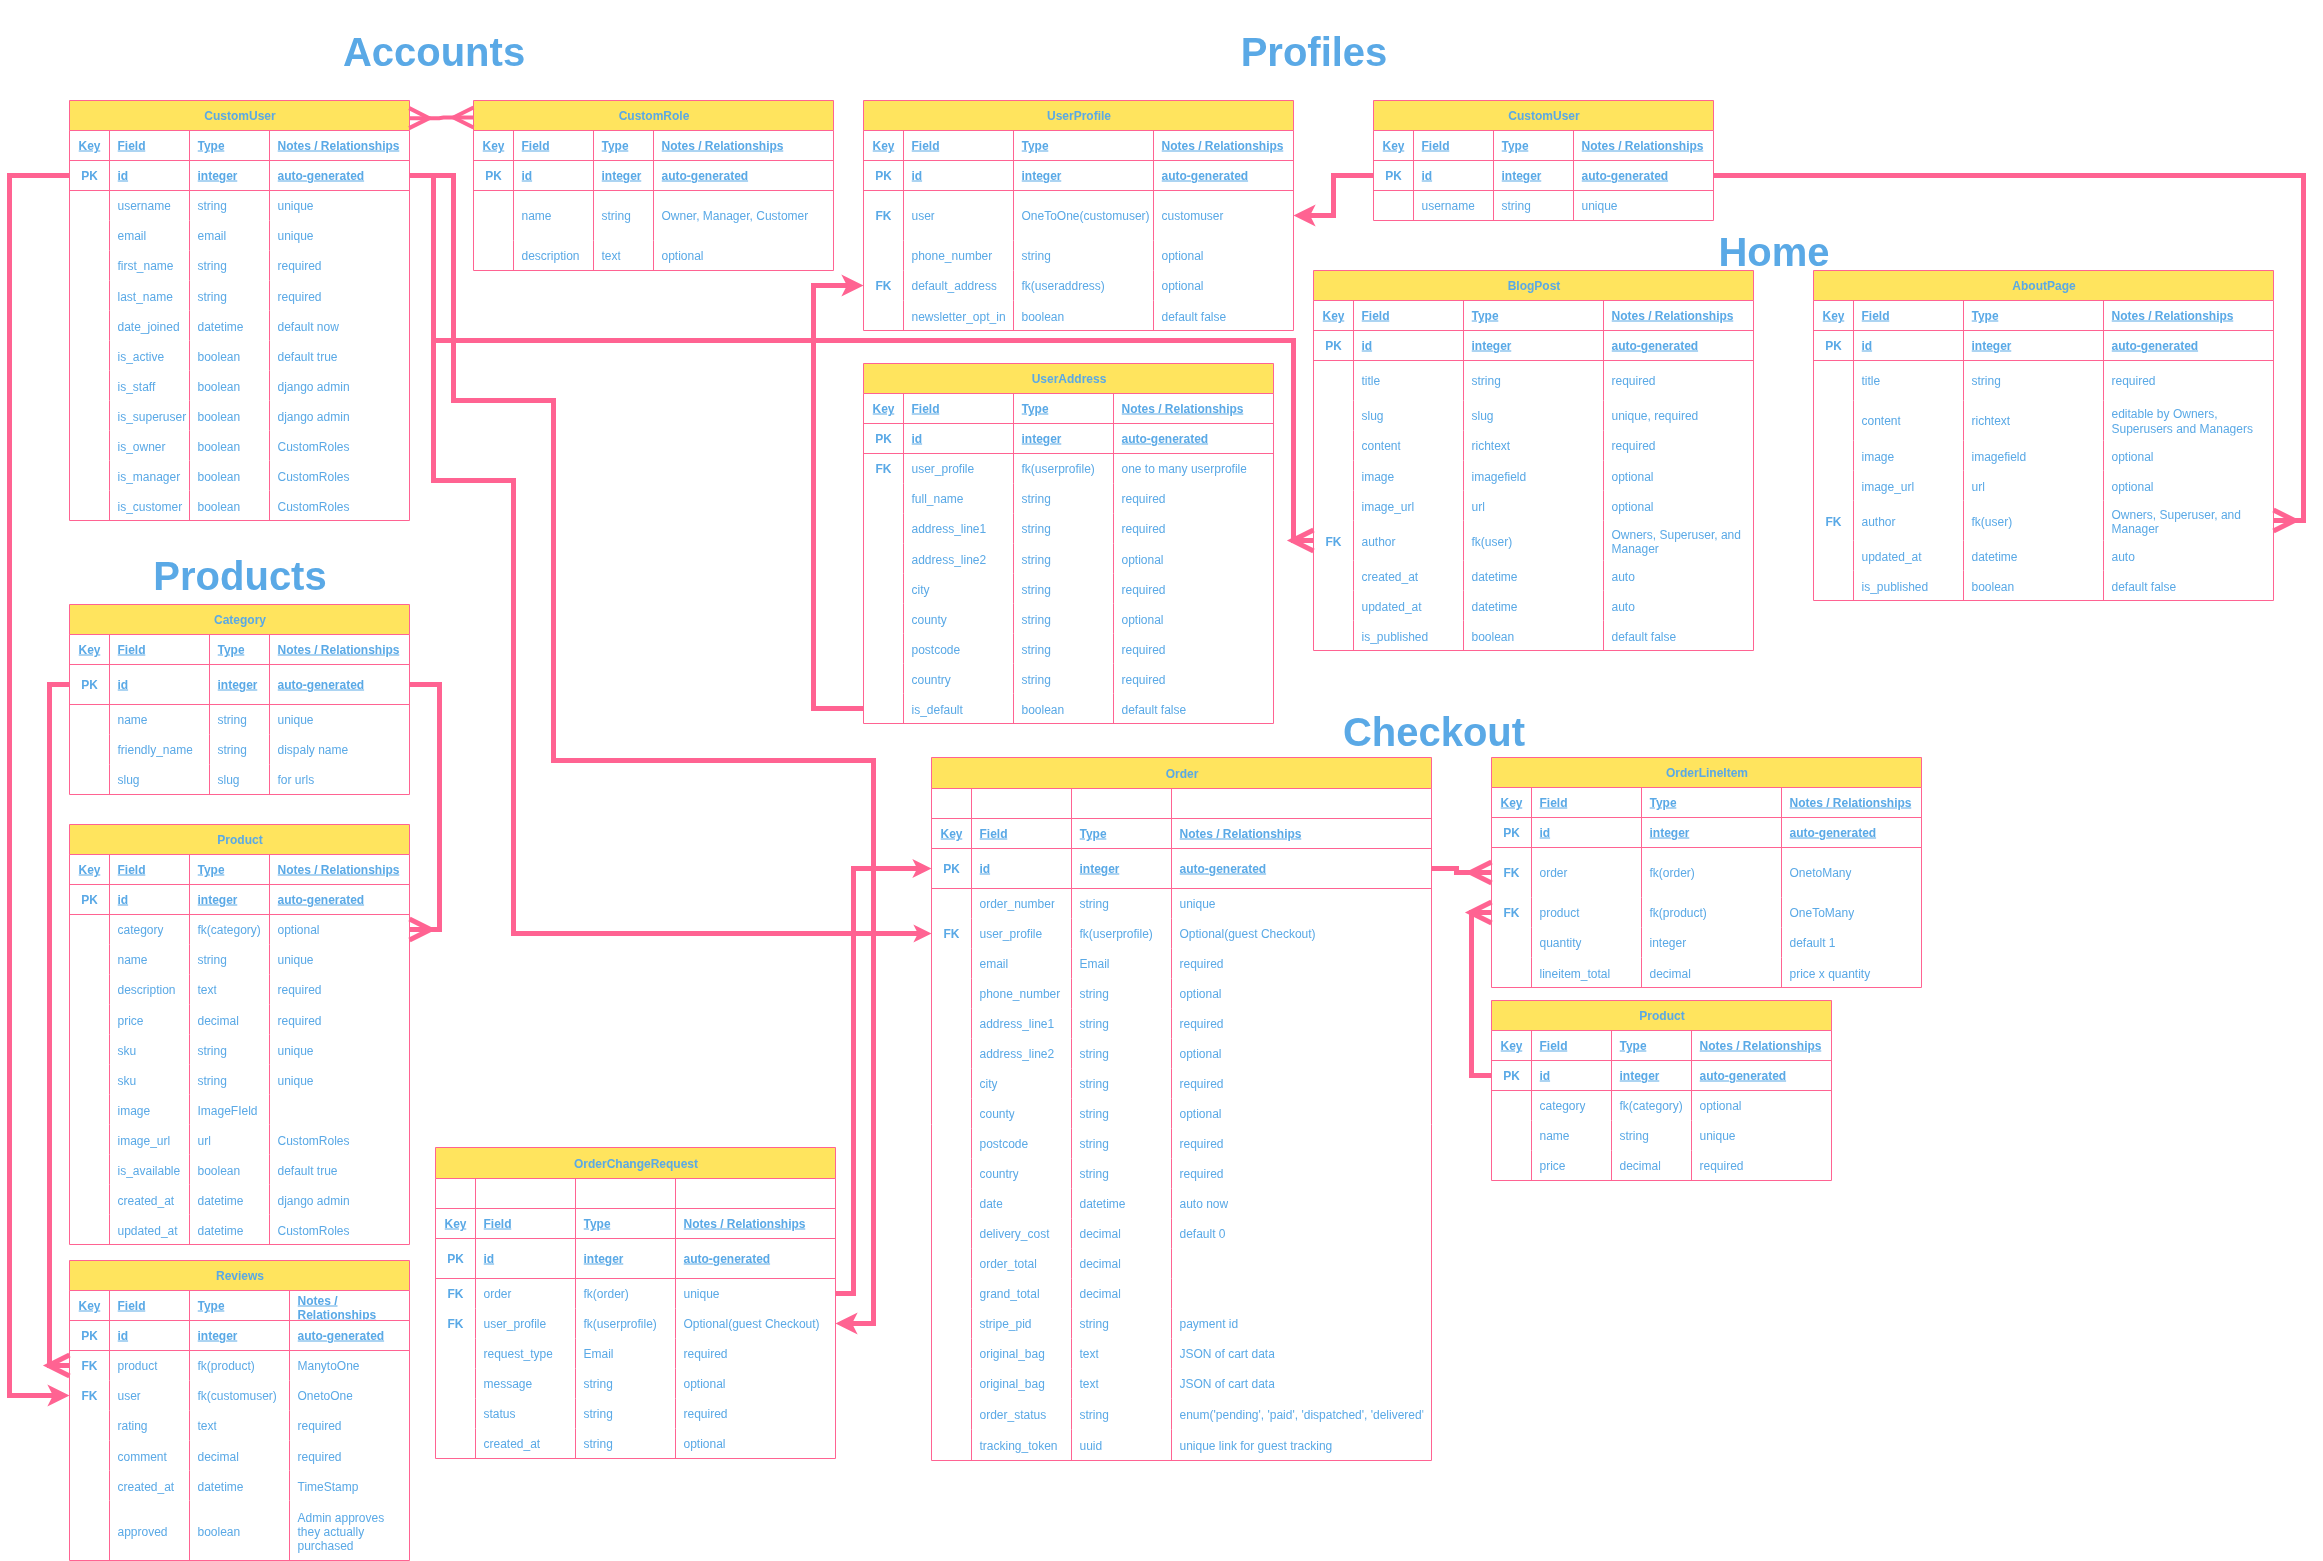 Accounts
Profiles
CustomUser
Key Field Type Notes / Relationships
PK id integer auto-generated
username string unique
email email unique
first_name string required
last_name string required
date_joined datetime default now
is_active boolean default true
is_staff boolean django admin
is_superuser boolean django admin
is_owner boolean CustomRoles
is_manager boolean CustomRoles
is_customer boolean CustomRoles
CustomRole
Key Field Type Notes / Relationships
PK id integer auto-generated
name string Owner, Manager, Customer
description text optional
UserProfile
Key Field Type Notes / Relationships
PK id integer auto-generated
FK user OneToOne(customuser) customuser
phone_number string optional
FK default_address fk(useraddress) optional
newsletter_opt_in boolean default false
CustomUser
Key Field Type Notes / Relationships
PK id integer auto-generated
username string unique
Home
BlogPost
Key Field Type Notes / Relationships
PK id integer auto-generated
title string required
slug slug unique, required
content richtext required
image imagefield optional
image_url url optional
FK author fk(user) Owners, Superuser, and
Manager
created_at datetime auto
updated_at datetime auto
is_published boolean default false
AboutPage
Key Field Type Notes / Relationships
PK id integer auto-generated
title string required
content richtext editable by Owners,
Superusers and Managers
image imagefield optional
image_url url optional
FK author fk(user) Owners, Superuser, and
Manager
updated_at datetime auto
is_published boolean default false
UserAddress
Key Field Type Notes / Relationships
PK id integer auto-generated
FK user_profile fk(userprofile) one to many userprofile
full_name string required
address_line1 string required
address_line2 string optional
city string required
county string optional
postcode string required
country string required
is_default boolean default false
Products
Category
Key Field Type Notes / Relationships
PK id integer auto-generated
name string unique
friendly_name string dispaly name
slug slug for urls
Product
Key Field Type Notes / Relationships
PK id integer auto-generated
category fk(category) optional
name string unique
description text required
price decimal required
sku string unique
sku string unique
image ImageFIeld
image_url url CustomRoles
is_available boolean default true
created_at datetime django admin
updated_at datetime CustomRoles
Reviews
Key Field Type Notes /
Relationships
PK id integer auto-generated
FK product fk(product) ManytoOne
FK user fk(customuser) OnetoOne
rating text required
comment decimal required
created_at datetime TimeStamp
approved boolean Admin approves
they actually
purchased
OrderChangeRequest
Key Field Type Notes / Relationships
PK id integer auto-generated
FK order fk(order) unique
FK user_profile fk(userprofile) Optional(guest Checkout)
request_type Email required
message string optional
status string required
created_at string optional
Checkout
Order
Key Field Type Notes / Relationships
PK id integer auto-generated
order_number string unique
FK user_profile fk(userprofile) Optional(guest Checkout)
email Email required
phone_number string optional
address_line1 string required
address_line2 string optional
city string required
county string optional
postcode string required
country string required
date datetime auto now
delivery_cost decimal default 0
order_total decimal
grand_total decimal
stripe_pid string payment id
original_bag text JSON of cart data
original_bag text JSON of cart data
order_status string enum('pending', 'paid', 'dispatched', 'delivered'
tracking_token uuid unique link for guest tracking
OrderLineItem
Key Field Type Notes / Relationships
PK id integer auto-generated
FK order fk(order) OnetoMany
FK product fk(product) OneToMany
quantity integer default 1
lineitem_total decimal price x quantity
Product
Key Field Type Notes / Relationships
PK id integer auto-generated
category fk(category) optional
name string unique
price decimal required